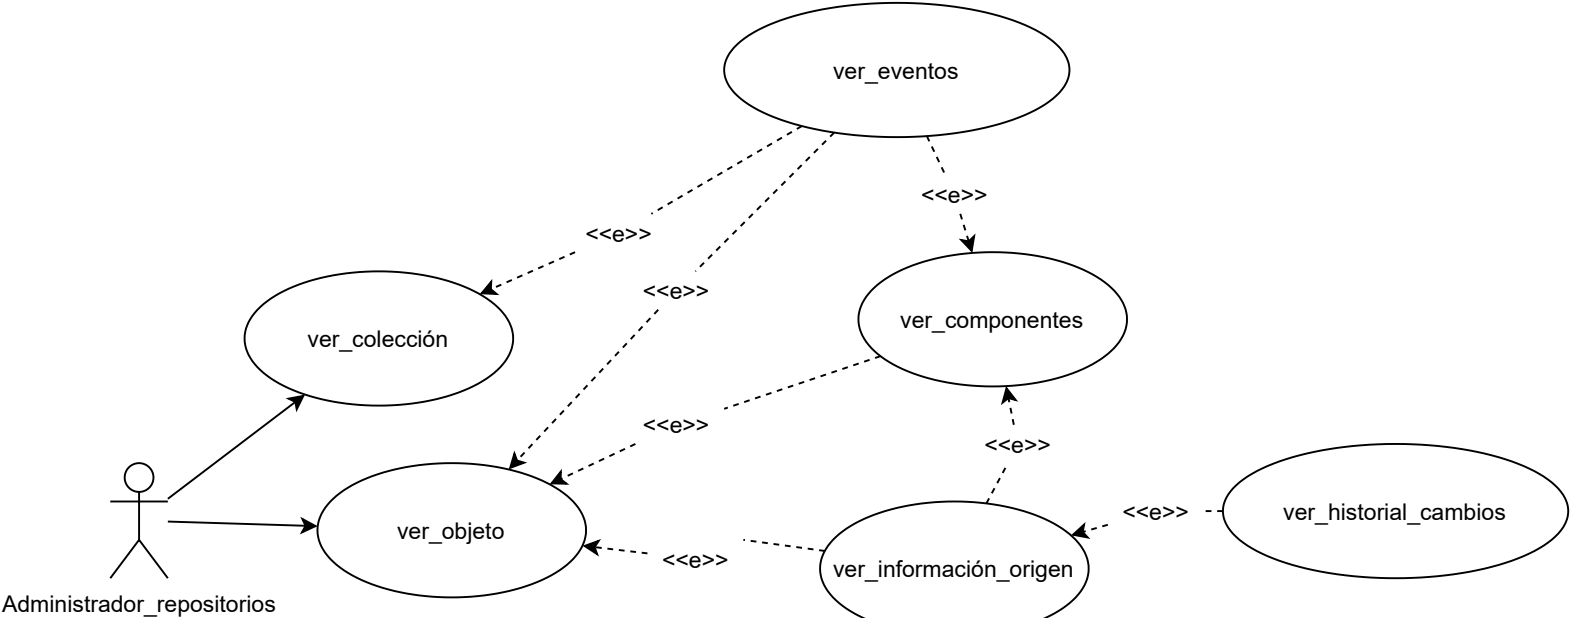 ver_eventos
<<e>>
<<e>>
<<e>>
ver_componentes
ver_colección
<<e>>
<<e>>
ver_historial_cambios
<<e>>
ver_objeto
<<e>>
ver_información_origen
Administrador_repositorios